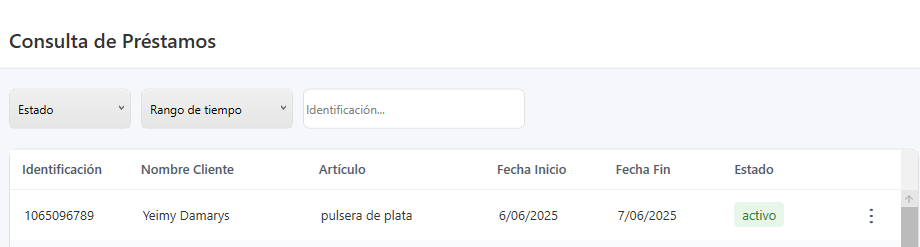 Consulta de Préstamos
Estado Rango de tiempo Identificación...
Identificación Nombre Cliente Artículo Fecha Inicio Fecha Fin Estado
1065096789 Yeimy Damarys pulsera de plata 6/06/2025 7/06/2025 activo